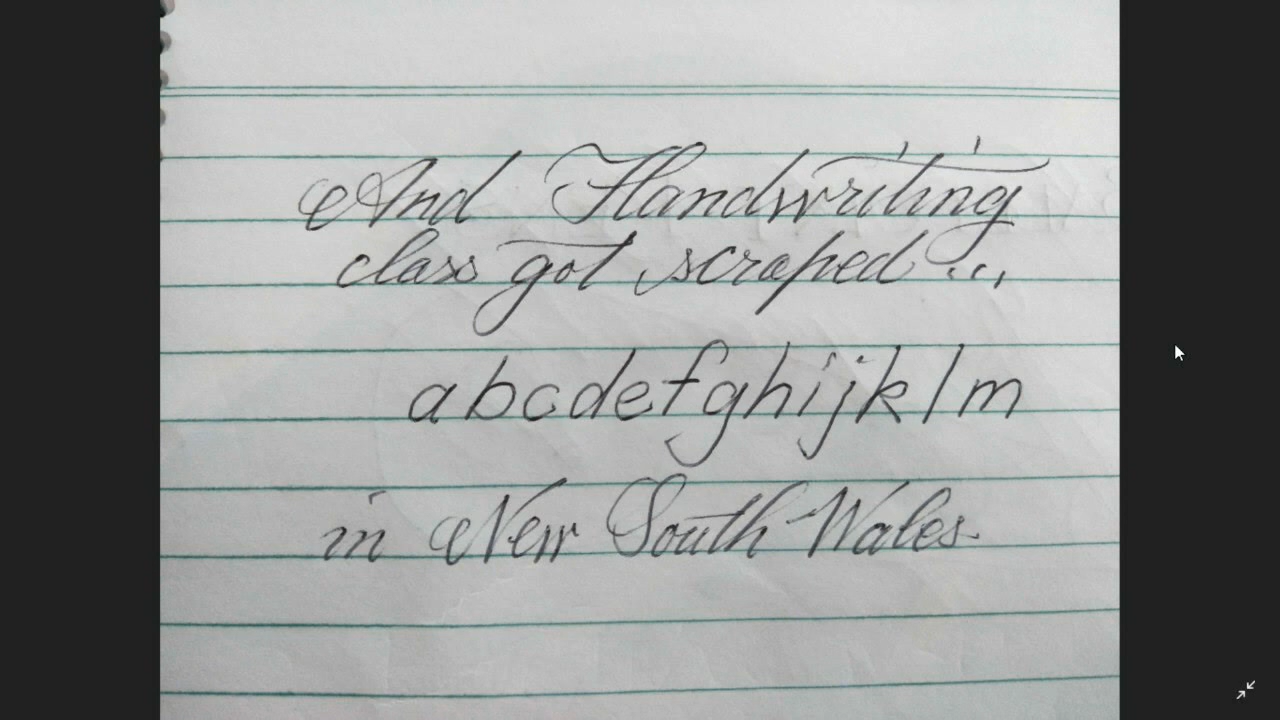 And Handwriting
class got scraped...
abcdefghijklm
in New South Wales.